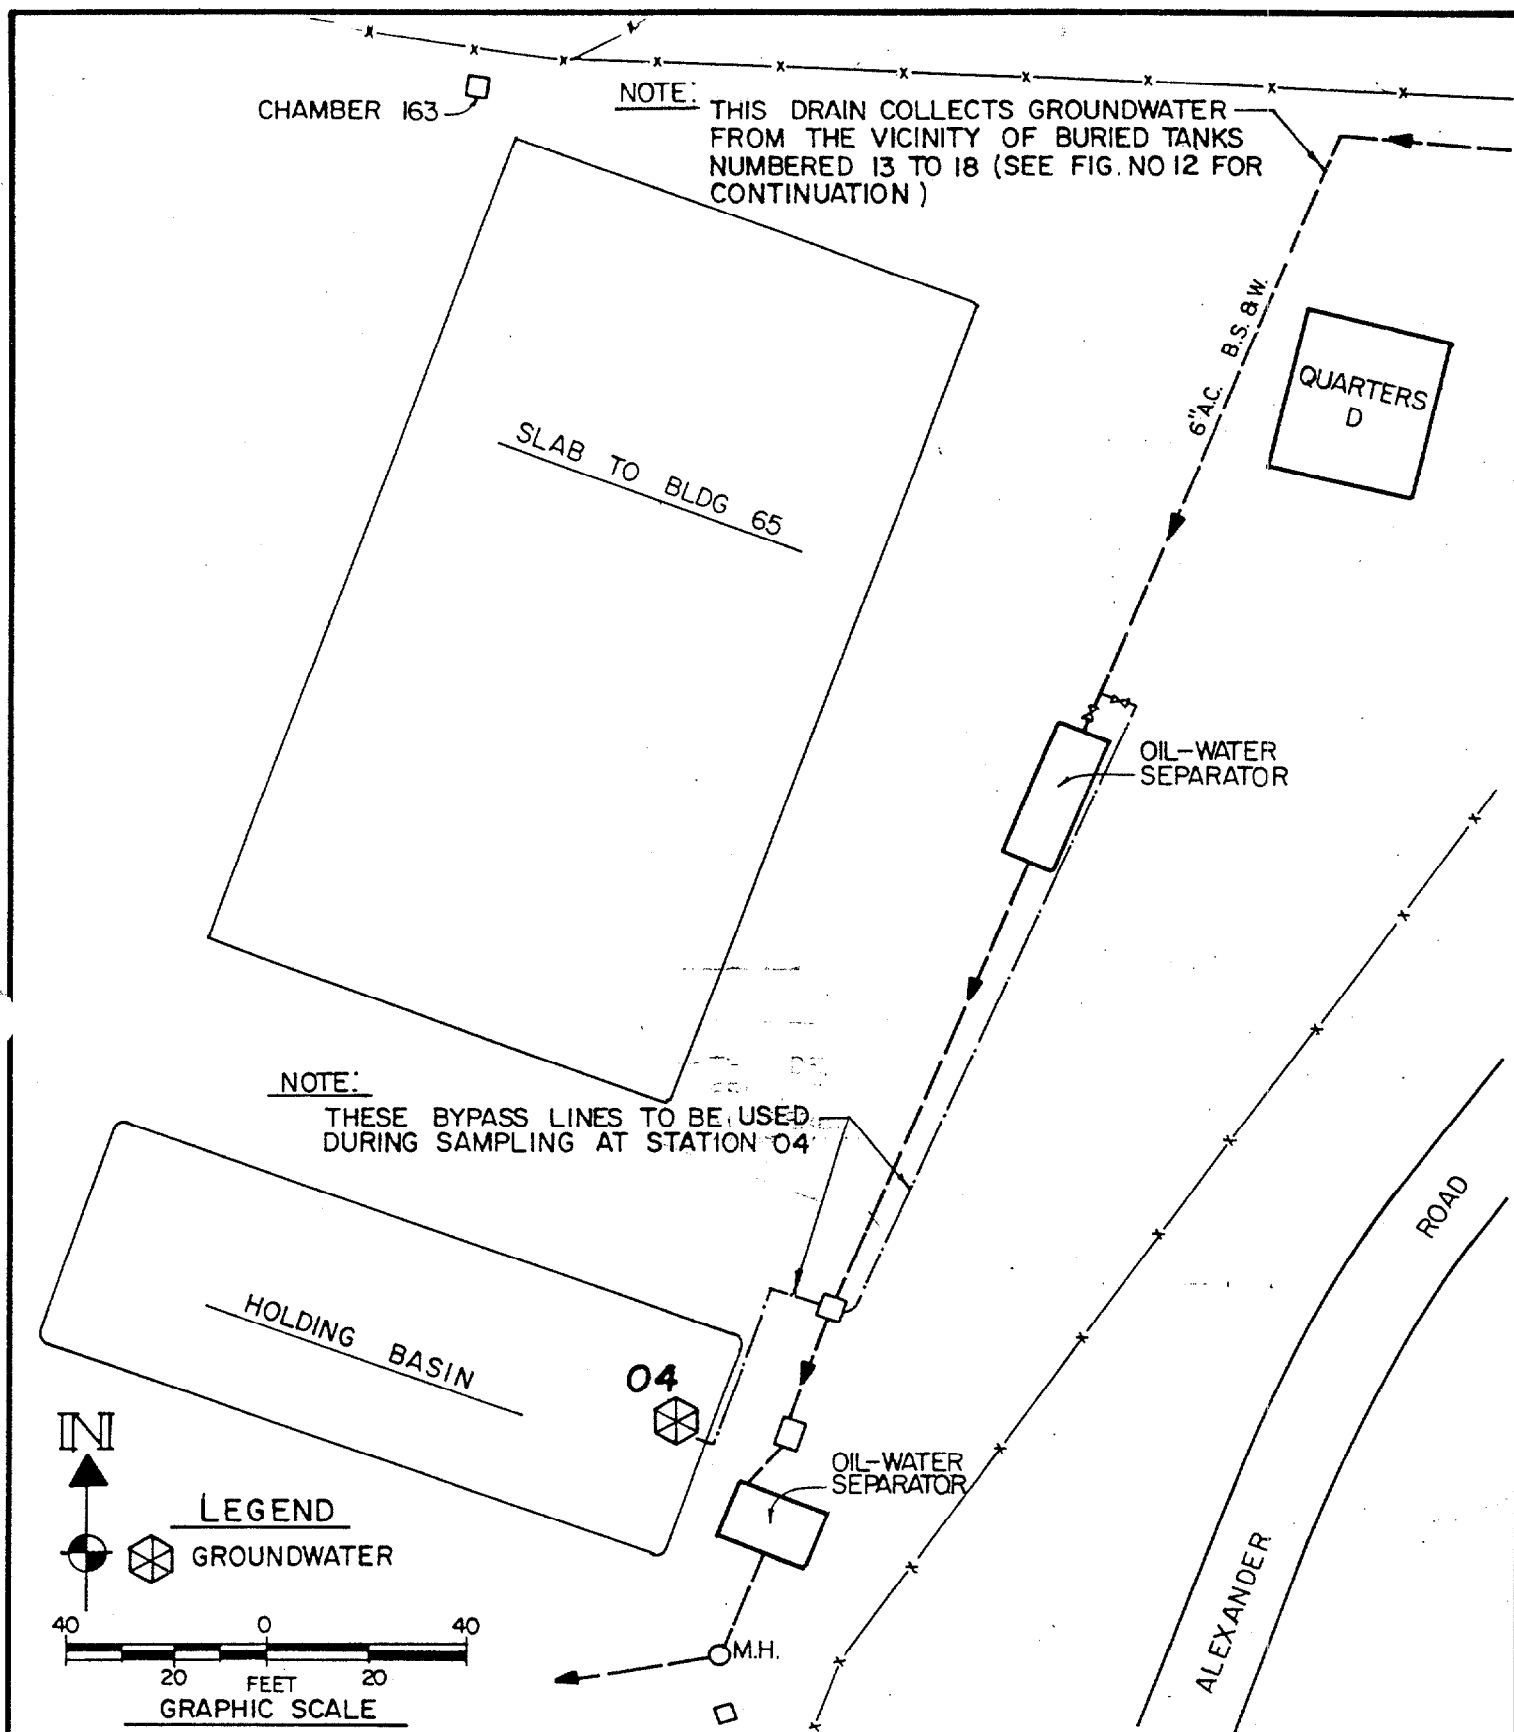 CHAMBER 163
NOTE:
THIS DRAIN COLLECTS GROUNDWATER
FROM THE VICINITY OF BURIED TANKS
NUMBERED 13 TO 18 (SEE FIG. NO 12 FOR
CONTINUATION)
6" A.C. B.S. & W.
QUARTERS
D
SLAB TO BLDG 65
OIL-WATER
SEPARATOR
NOTE:
THESE BYPASS LINES TO BE USED
DURING SAMPLING AT STATION 04
ALEXANDER ROAD
HOLDING BASIN
04
N
OIL-WATER
SEPARATOR
LEGEND
GROUNDWATER
40 0 40
20 FEET 20
GRAPHIC SCALE
M.H.